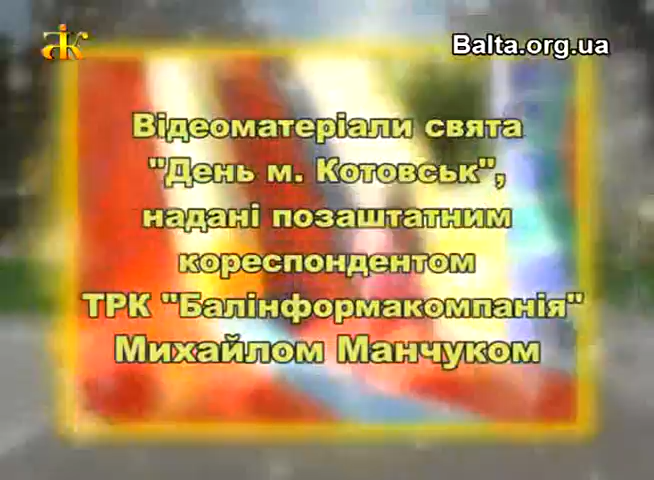 Balta.org.ua
Відеоматеріали свята
"День м. Котовськ",
надані позаштатним
кореспондентом
ТРК "Балінформакомпанія"
Михайлом Манчуком